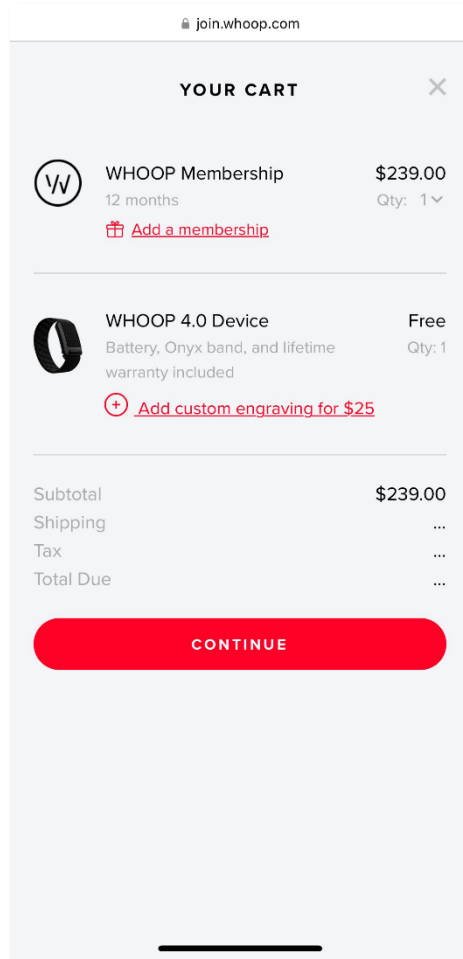 join.whoop.com
YOUR CART
WHOOP Membership $239.00
12 months Qty: 1
Add a membership
WHOOP 4.0 Device Free
Battery, Onyx band, and lifetime Qty: 1
warranty included
Add custom engraving for $25
Subtotal $239.00
Shipping ...
Tax ...
Total Due ...
CONTINUE